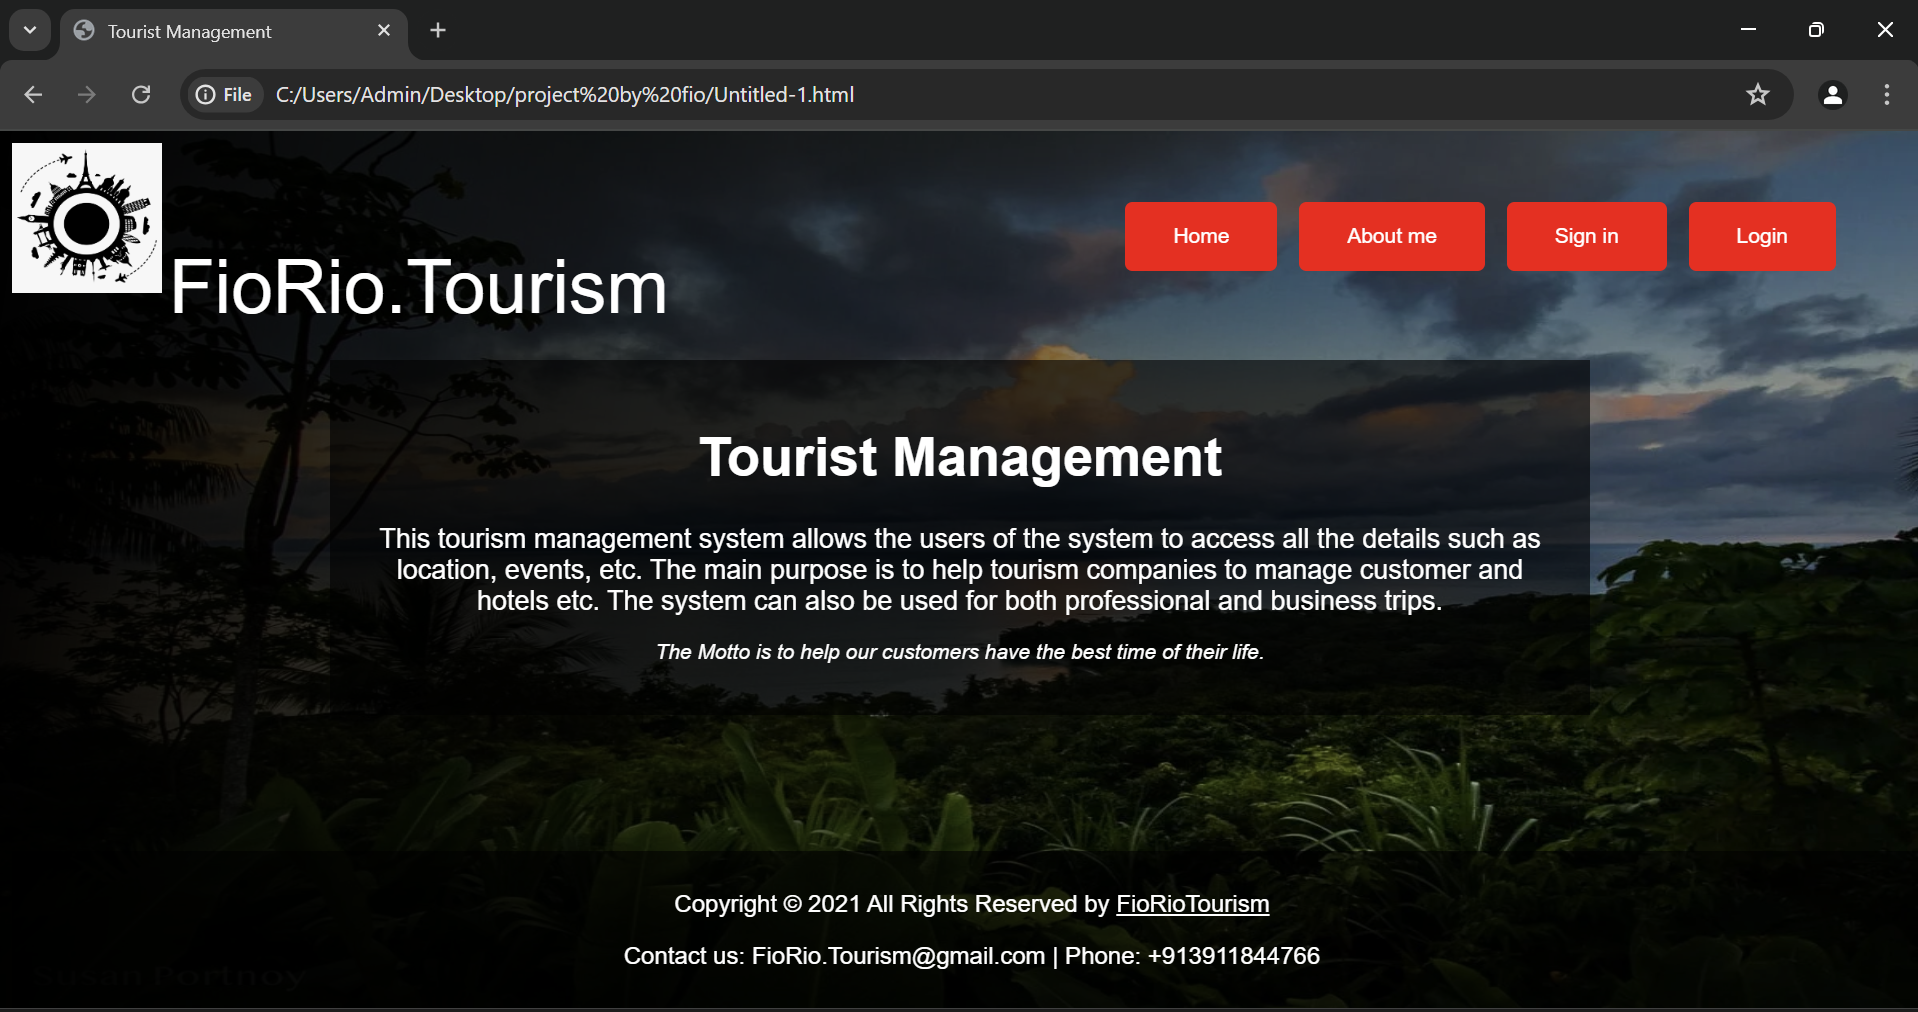 Tourist Management
File
C:/Users/Admin/Desktop/project%20by%20fio/Untitled-1.html
FioRio.Tourism
Home
About me
Sign in
Login
Tourist Management
This tourism management system allows the users of the system to access all the details such as
location, events, etc. The main purpose is to help tourism companies to manage customer and
hotels etc. The system can also be used for both professional and business trips.
The Motto is to help our customers have the best time of their life.
Copyright © 2021 All Rights Reserved by FioRioTourism
Contact us: FioRio.Tourism@gmail.com | Phone: +913911844766
Susan Portnoy